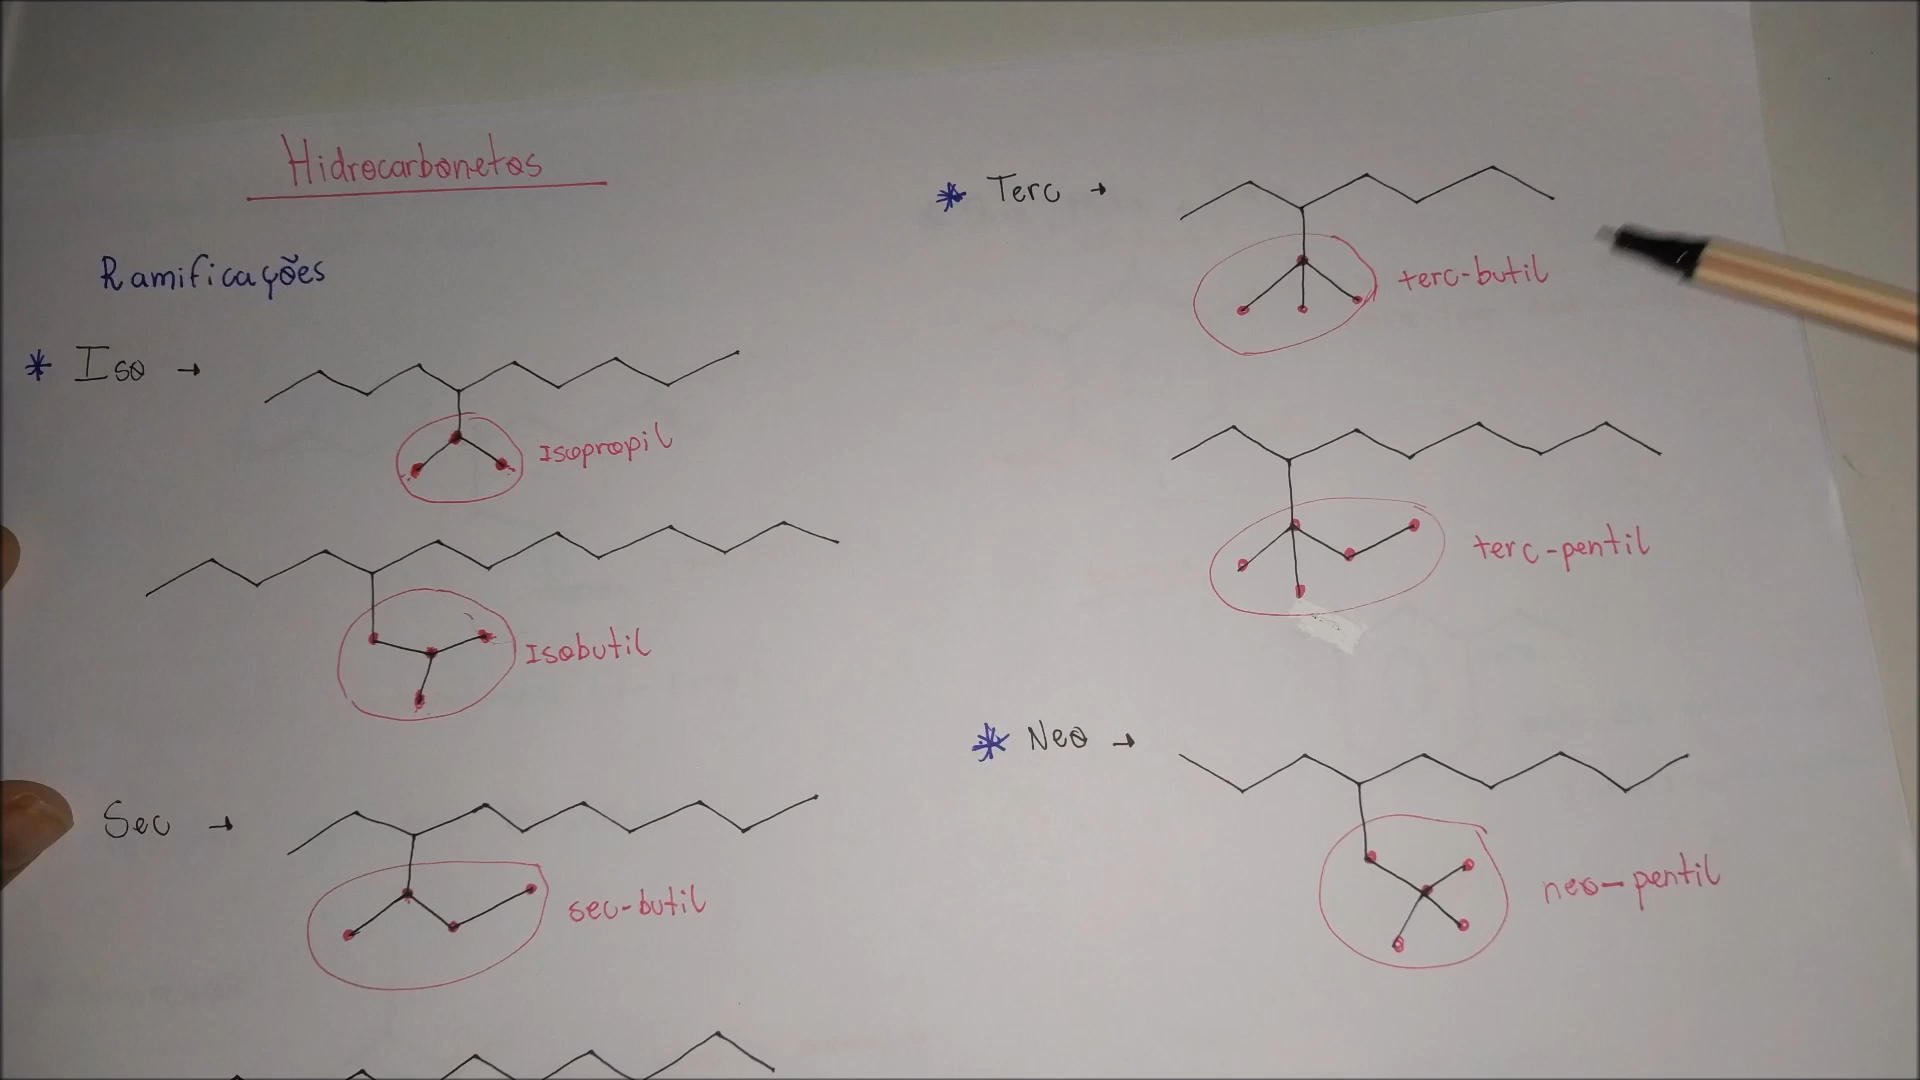 Hidrocarbonetos
Ramificações
* Iso →
Isopropil
Isobutil
Sec →
sec-butil
* Terc →
terc-butil
terc-pentil
* Neo →
neo-pentil